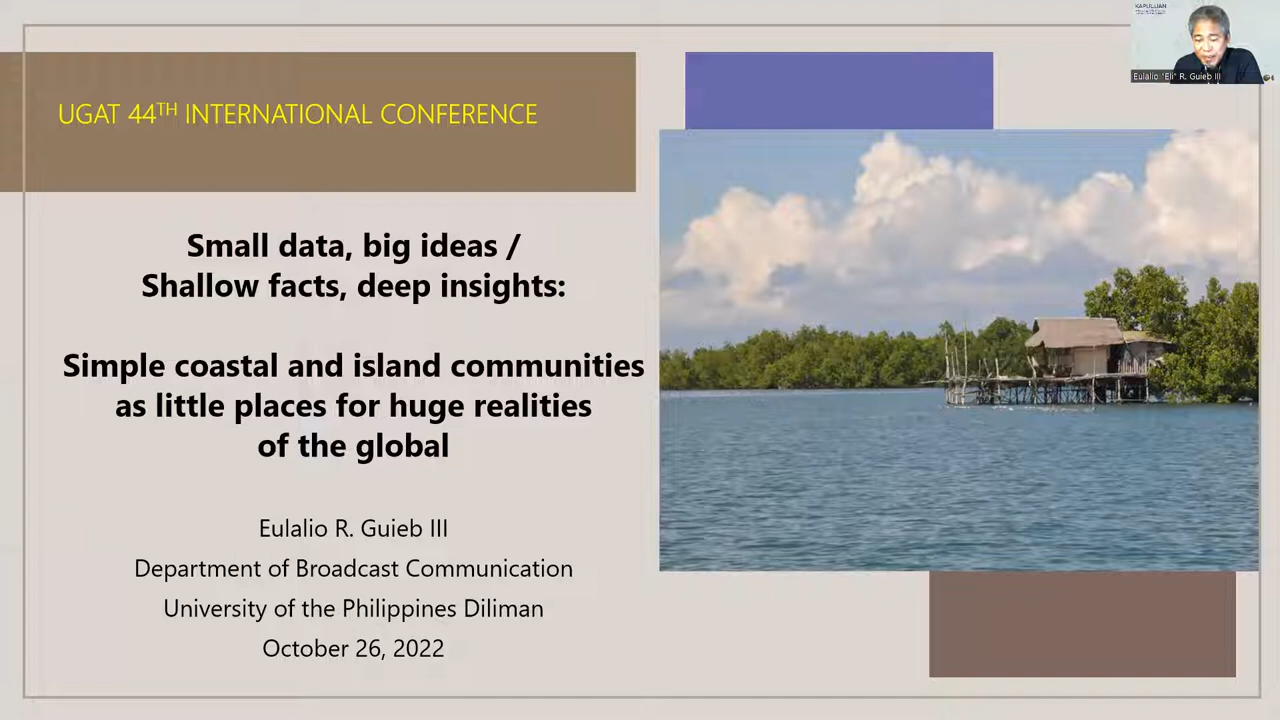 UGAT 44TH INTERNATIONAL CONFERENCE
Small data, big ideas /
Shallow facts, deep insights:
Simple coastal and island communities
as little places for huge realities
of the global
Eulalio R. Guieb III
Department of Broadcast Communication
University of the Philippines Diliman
October 26, 2022
KAPULUAN
Eulalio "Eli" R. Guieb III